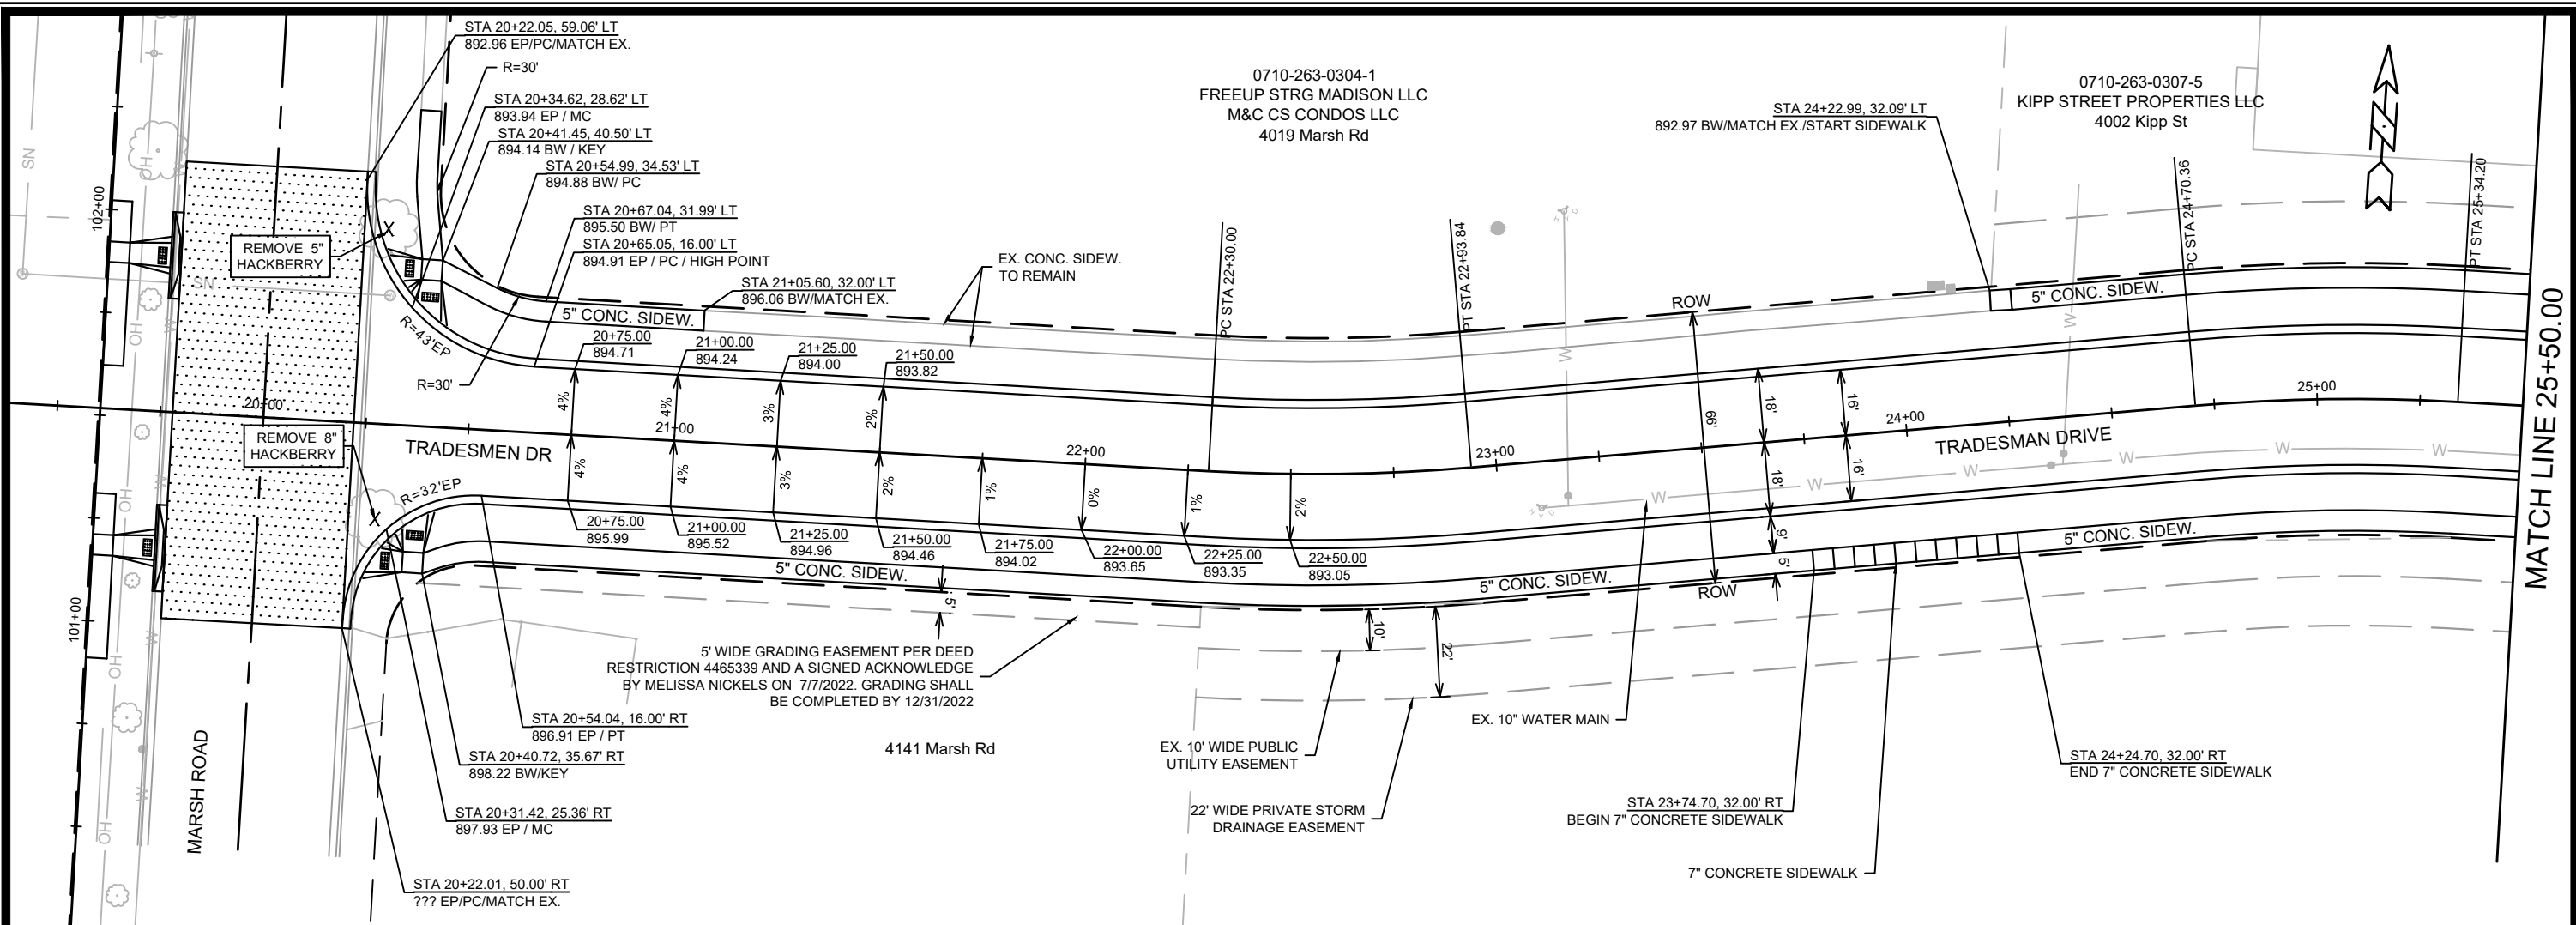 STA 20+22.05, 59.06' LT
892.96 EP/PC/MATCH EX.
R=30'
STA 20+34.62, 28.62' LT
893.94 EP / MC
STA 20+41.45, 40.50' LT
894.14 BW / KEY
STA 20+54.99, 34.53' LT
894.88 BW/ PC
STA 20+67.04, 31.99' LT
895.50 BW/ PT
STA 20+65.05, 16.00' LT
894.91 EP / PC / HIGH POINT
STA 21+05.60, 32.00' LT
896.06 BW/MATCH EX.
EX. CONC. SIDEW.
TO REMAIN
0710-263-0304-1
FREEUP STRG MADISON LLC
M&C CS CONDOS LLC
4019 Marsh Rd
STA 24+22.99, 32.09' LT
892.97 BW/MATCH EX./START SIDEWALK
0710-263-0307-5
KIPP STREET PROPERTIES LLC
4002 Kipp St
N
PC STA 22+30.00
PT STA 22+93.84
PC STA 24+70.36
PT STA 25+34.20
MATCH LINE 25+50.00
REMOVE 5"
HACKBERRY
REMOVE 8"
HACKBERRY
102+00
101+00
SN
SN
HO
HO
HO
HO
HO
W
W
W
W
W
MARSH ROAD
R=43'EP
R=30'
R=32'EP
5" CONC. SIDEW.
5" CONC. SIDEW.
ROW
20+75.00
894.71
21+00.00
894.24
21+25.00
894.00
21+50.00
893.82
4%
4%
3%
2%
20+00
21+00
22+00
23+00
24+00
25+00
TRADESMEN DR
TRADESMAN DRIVE
66'
18'
16'
18'
16'
9'
5'
4%
4%
3%
2%
1%
0%
1%
2%
W
W
W
W
W
W
W
W
HYD
HYD
20+75.00
895.99
21+00.00
895.52
21+25.00
894.96
21+50.00
894.46
21+75.00
894.02
22+00.00
893.65
22+25.00
893.35
22+50.00
893.05
5" CONC. SIDEW.
5" CONC. SIDEW.
5" CONC. SIDEW.
ROW
5'
10'
22'
5' WIDE GRADING EASEMENT PER DEED
RESTRICTION 4465339 AND A SIGNED ACKNOWLEDGE
BY MELISSA NICKELS ON 7/7/2022. GRADING SHALL
BE COMPLETED BY 12/31/2022
4141 Marsh Rd
STA 20+54.04, 16.00' RT
896.91 EP / PT
STA 20+40.72, 35.67' RT
898.22 BW/KEY
STA 20+31.42, 25.36' RT
897.93 EP / MC
STA 20+22.01, 50.00' RT
??? EP/PC/MATCH EX.
EX. 10' WIDE PUBLIC
UTILITY EASEMENT
22' WIDE PRIVATE STORM
DRAINAGE EASEMENT
EX. 10" WATER MAIN
STA 23+74.70, 32.00' RT
BEGIN 7" CONCRETE SIDEWALK
7" CONCRETE SIDEWALK
STA 24+24.70, 32.00' RT
END 7" CONCRETE SIDEWALK
X
X